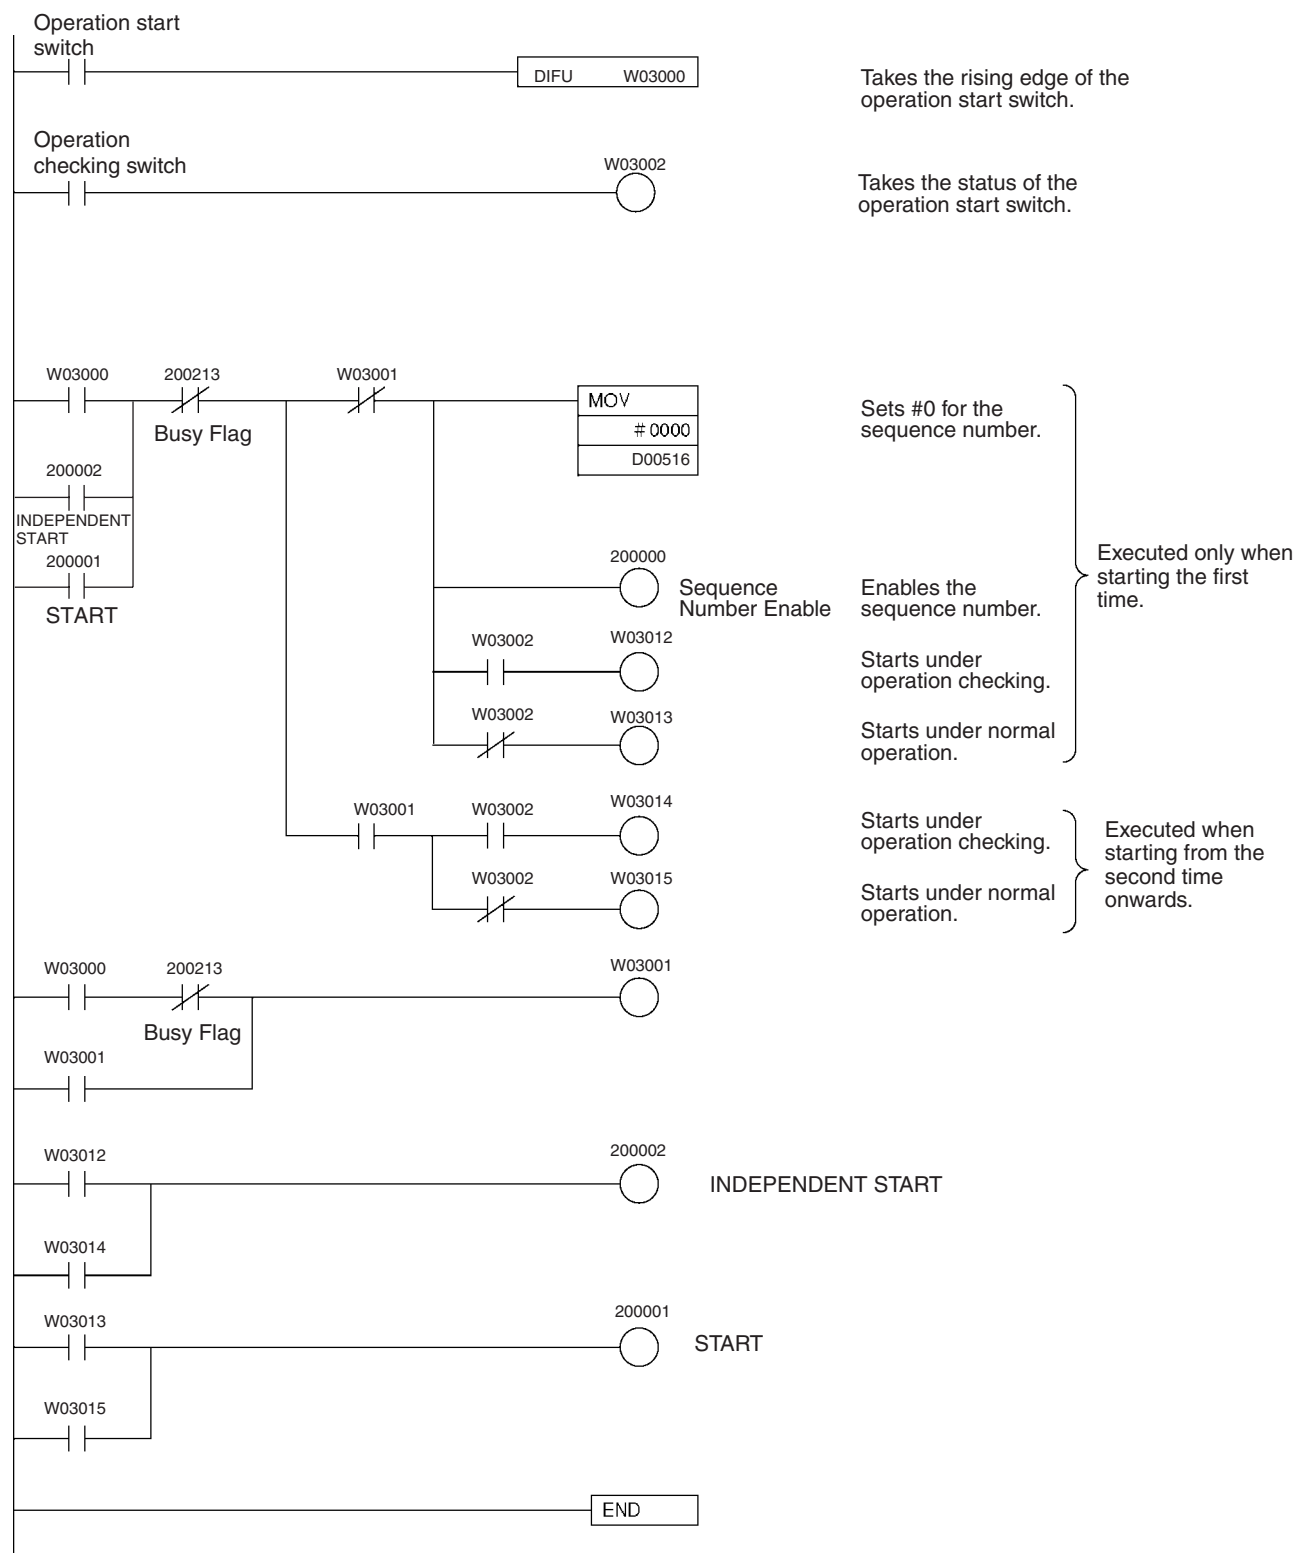 Operation start
switch
DIFU W03000
Takes the rising edge of the
operation start switch.
Operation
checking switch
W03002
Takes the status of the
operation start switch.
W03000 200213 W03001
MOV
# 0000
D00516
Busy Flag
Sets #0 for the
sequence number.
200002
INDEPENDENT
START
200001
START
200000
Sequence
Number Enable
Enables the
sequence number.
Executed only when
starting the first
time.
W03002 W03012
Starts under
operation checking.
W03002 W03013
Starts under normal
operation.
W03001 W03002 W03014
Starts under
operation checking.
Executed when
starting from the
second time
onwards.
W03002 W03015
Starts under normal
operation.
W03000 200213 W03001
Busy Flag
W03001
W03012 200002
INDEPENDENT START
W03014
W03013 200001
START
W03015
END